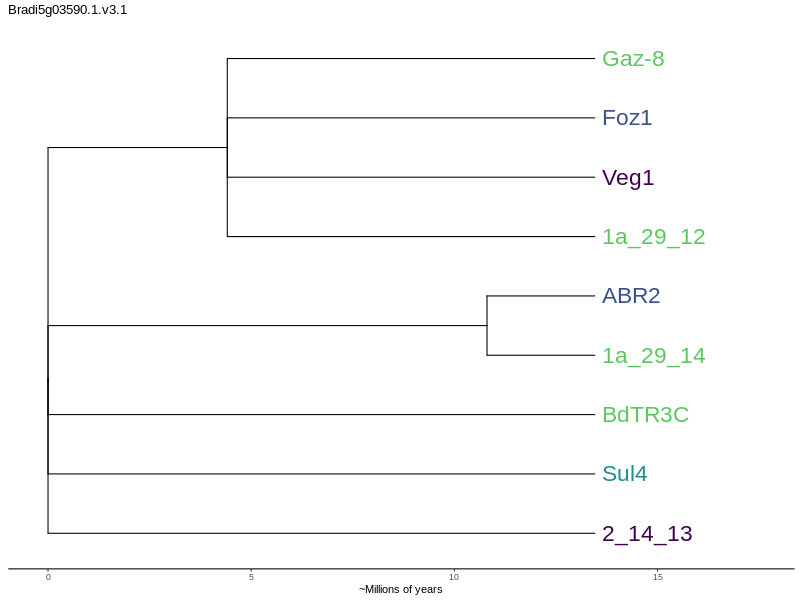 Bradi5g03590.1.v3.1
Gaz-8
Foz1
Veg1
1a_29_12
ABR2
1a_29_14
BdTR3C
Sul4
2_14_13
0 5 10 15
~Millions of years